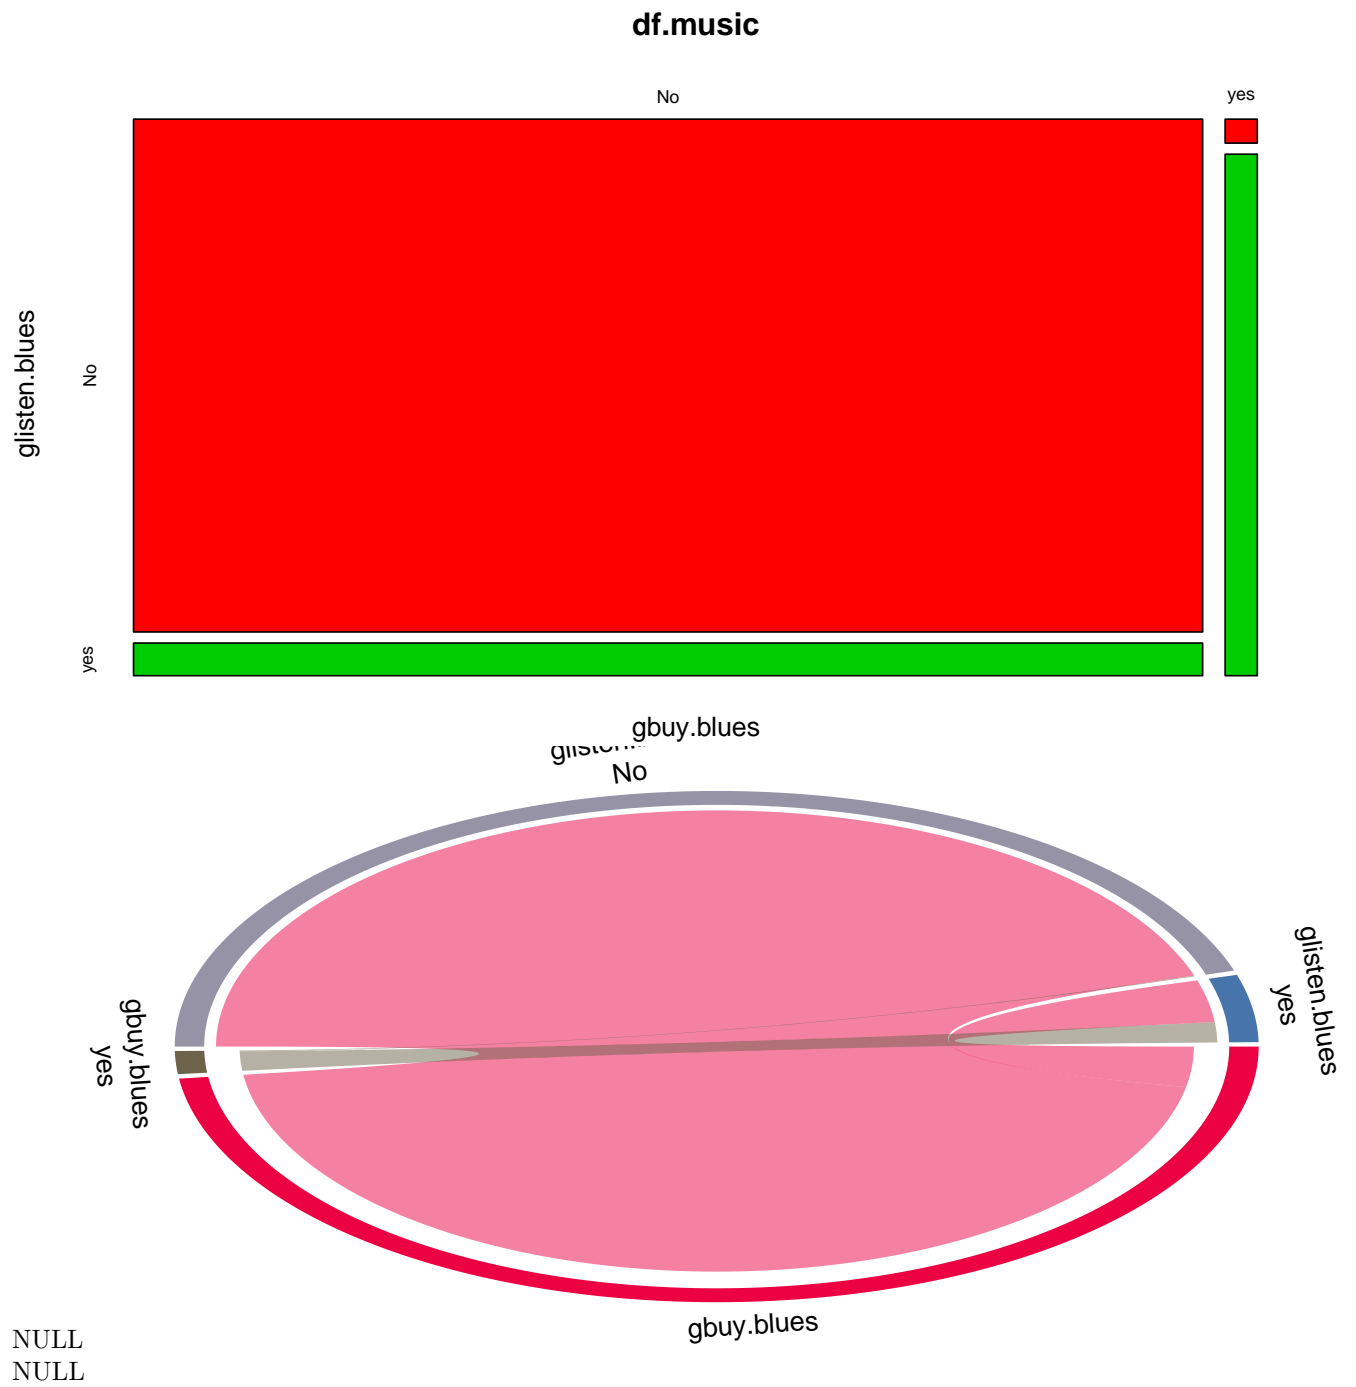 df.music
No
yes
glisten.blues
No
yes
gbuy.blues
No
glisten.blues
yes
gbuy.blues
yes
gbuy.blues
NULL
NULL